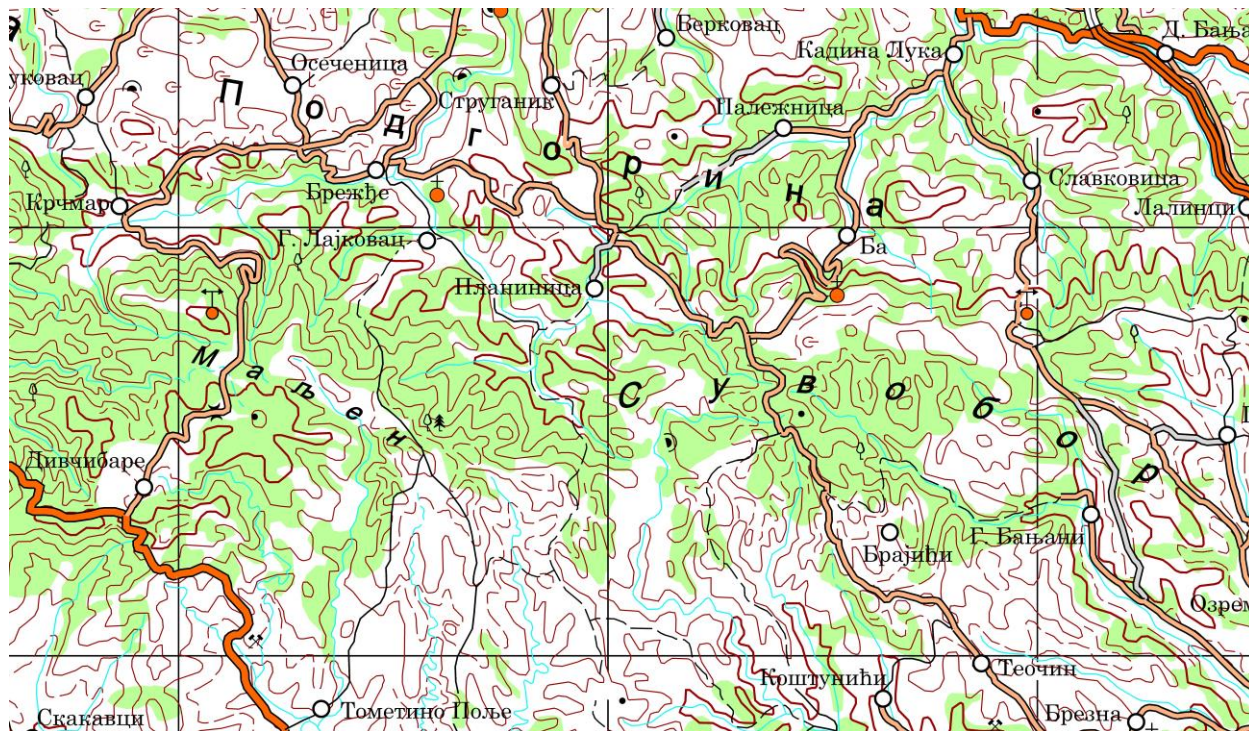 Берковац
Кадина Лука
Д. Бања
Осеченица
уковац
Струганик
Палежница
Подгорина
Брежђе
Славковица
Крчмар
Лалинци
Г. Лајковац
Ба
Планиница
Маљен
Сувобор
Дивчибаре
Г. Бањани
Брајићи
Озрем
Теочин
Коштунићи
Тометино Поље
Скакавци
Брезна